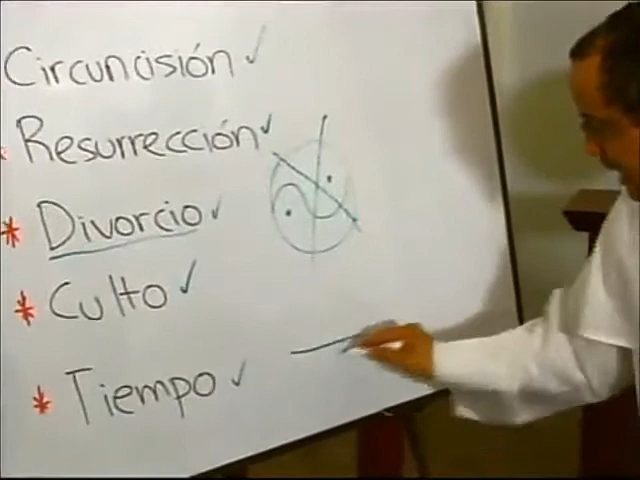 Circuncisión ✓
Resurrección ✓
* Divorcio ✓
* Culto ✓
* Tiempo ✓